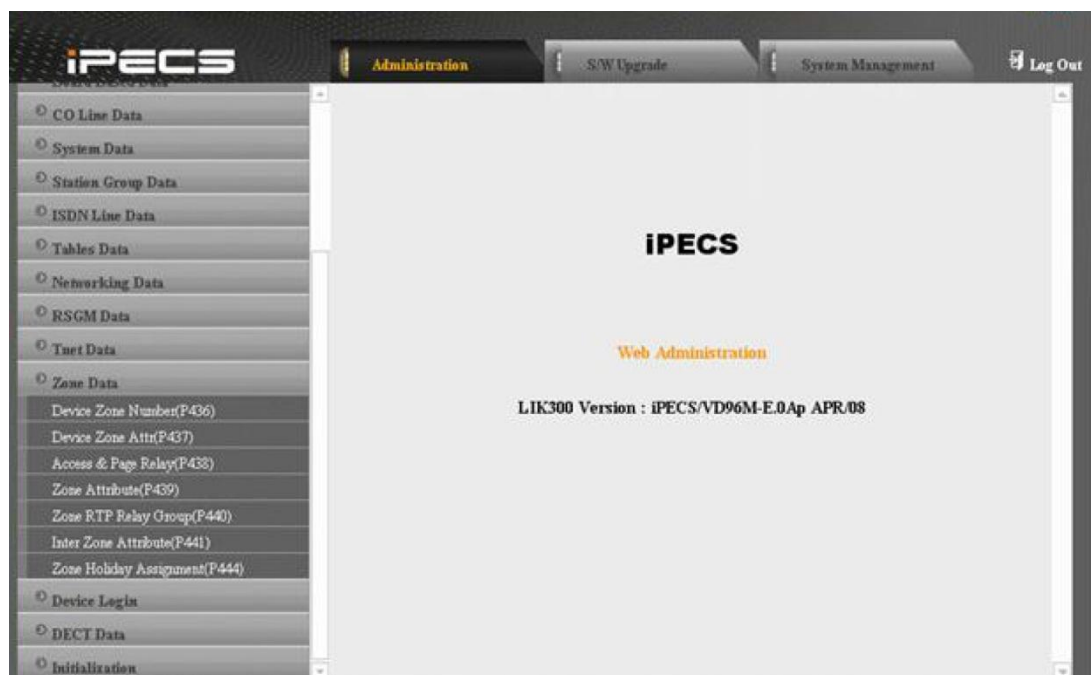 iPECS
Administration
S/W Upgrade
System Management
Log Out
Board Based Data
CO Line Data
System Data
Station Group Data
ISDN Line Data
Tables Data
Networking Data
RSGM Data
Tnet Data
Zone Data
Device Zone Number(P436)
Device Zone Attr(P437)
Access & Page Relay(P438)
Zone Attribute(P439)
Zone RTP Relay Group(P440)
Inter Zone Attribute(P441)
Zone Holiday Assignment(P444)
Device Login
DECT Data
Initialization
iPECS
Web Administration
LIK300 Version : iPECS/VD96M-E.0Ap APR/08